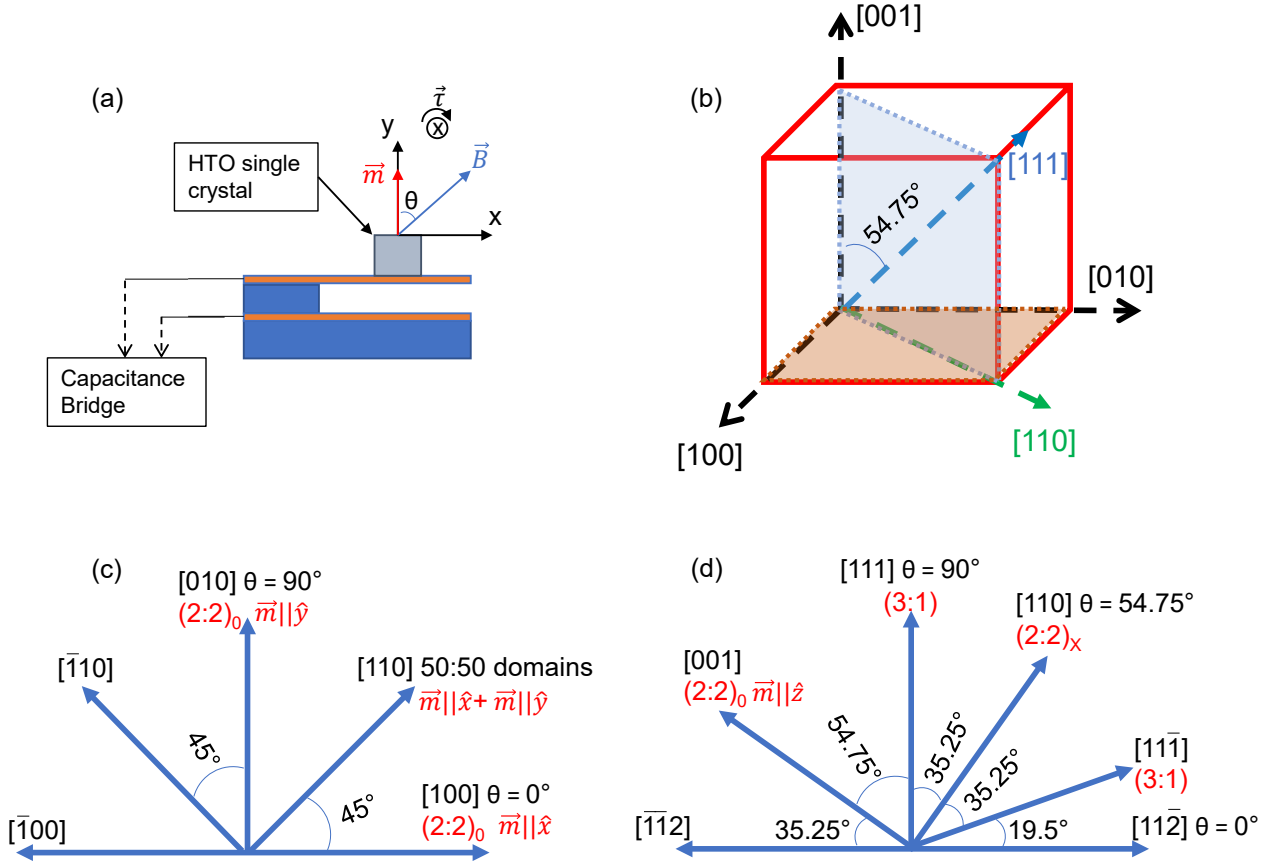 (a)
HTO single
crystal
y
τ⃗
(x)
m⃗
B⃗
θ
x
Capacitance
Bridge
(b)
[001]
[111]
54.75°
[010]
[100]
[110]
(c)
[010] θ = 90°
(2:2)₀ m⃗||ŷ
[1̅10]
[110] 50:50 domains
m⃗||x̂+ m⃗||ŷ
45°
45°
[100] θ = 0°
(2:2)₀ m⃗||x̂
[1̅00]
(d)
[111] θ = 90°
(3:1)
[110] θ = 54.75°
(2:2)ₓ
[001]
(2:2)₀ m⃗||ẑ
54.75°
35.25°
35.25°
[111̅]
(3:1)
[1̅1̅2]
35.25°
19.5°
[112̅] θ = 0°